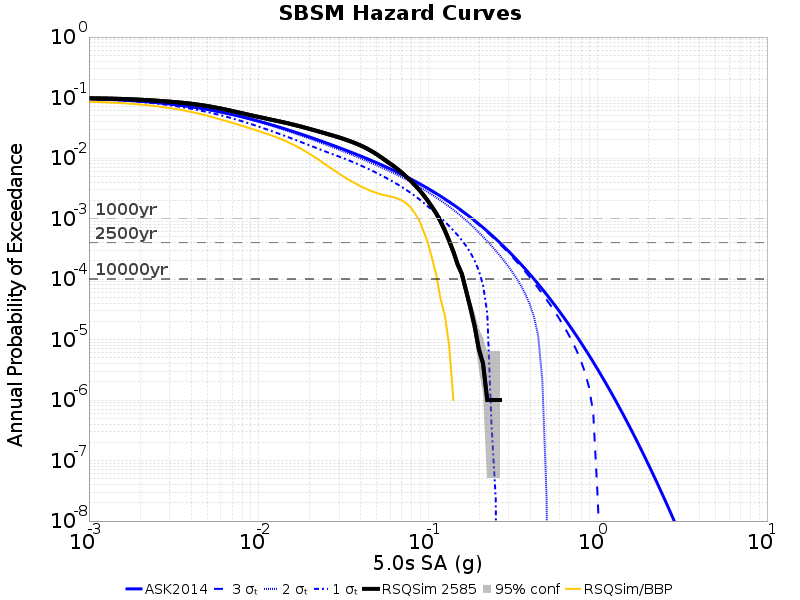 SBSM Hazard Curves
Annual Probability of Exceedance
10^0
10^-1
10^-2
10^-3
10^-4
10^-5
10^-6
10^-7
10^-8
1000yr
2500yr
10000yr
10^-3 10^-2 10^-1 10^0 10^1
5.0s SA (g)
ASK2014 3 σₜ 2 σₜ 1 σₜ RSQSim 2585 95% conf RSQSim/BBP